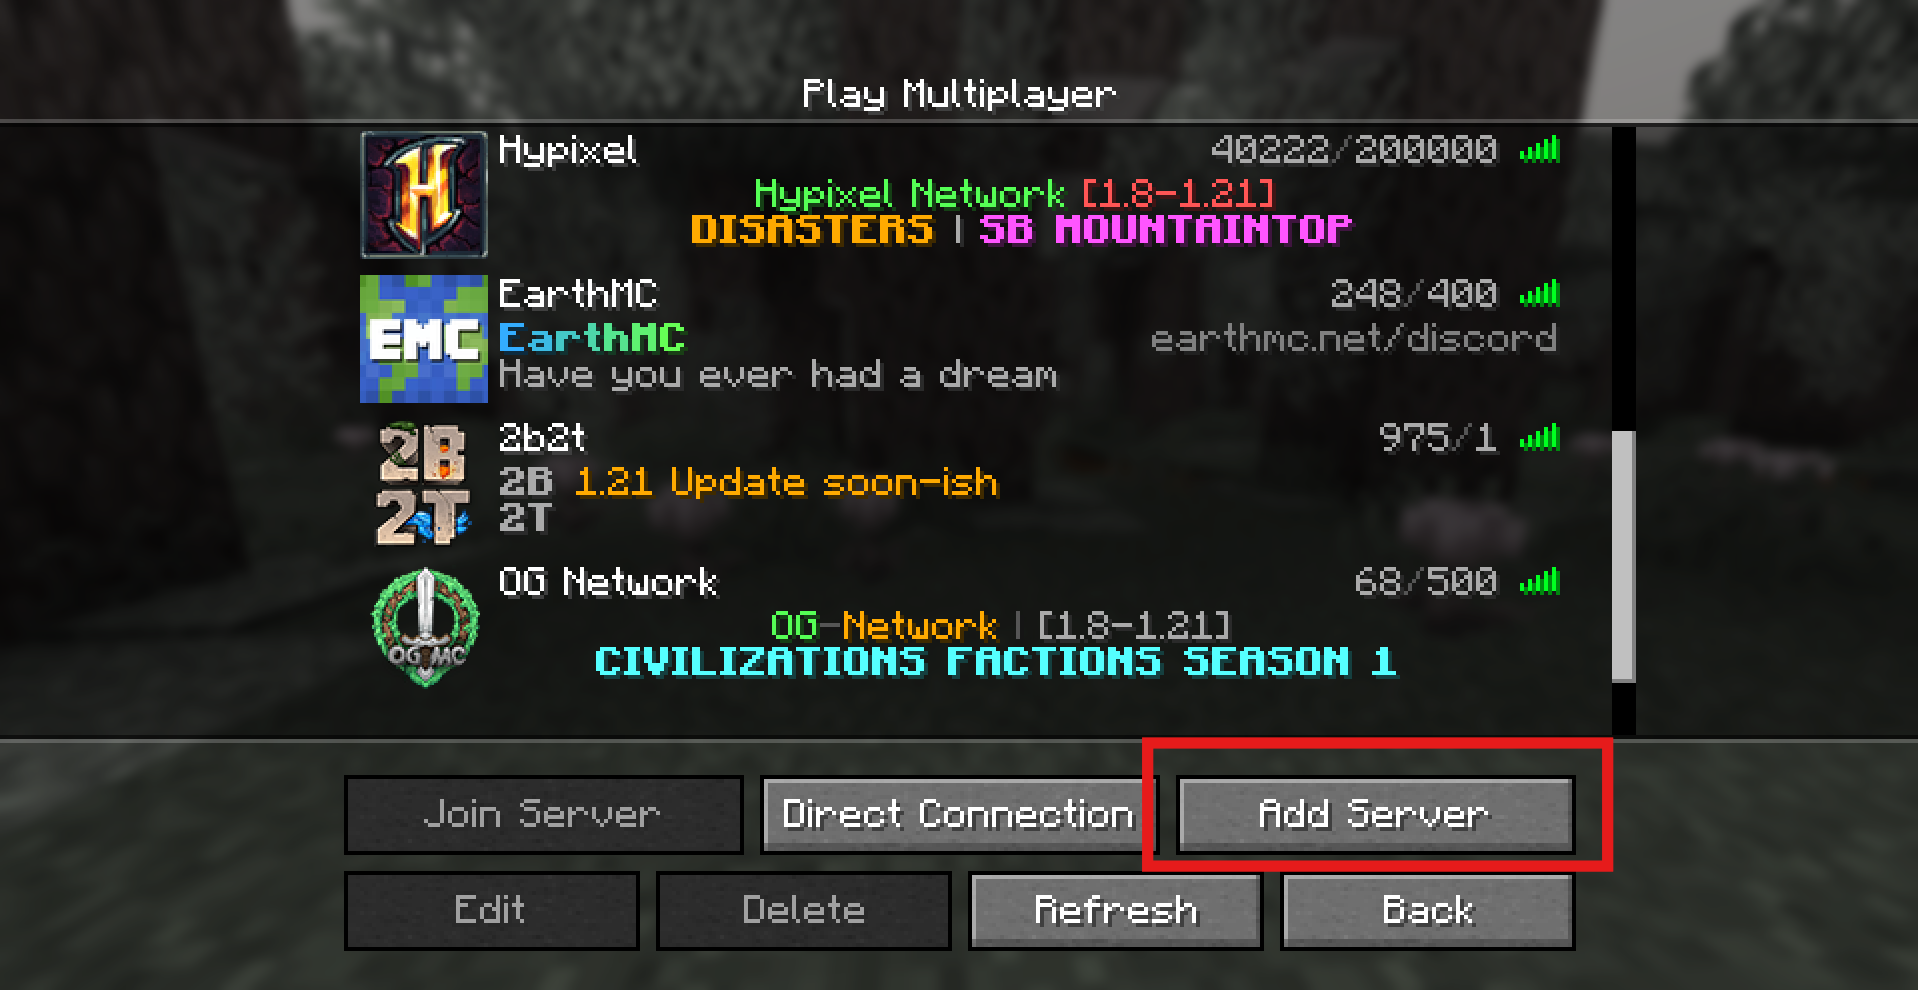 Play Multiplayer
Hypixel 40222/200000
Hypixel Network [1.8-1.21]
DISASTERS | SB MOUNTAINTOP
EMC
EarthMC 248/400
EarthMC earthmc.net/discord
Have you ever had a dream
2B
2T
2b2t 975/1
2B 1.21 Update soon-ish
2T
OG MC
OG Network 68/500
OG-Network | [1.8-1.21]
CIVILIZATIONS FACTIONS SEASON 1
Join Server Direct Connection Add Server
Edit Delete Refresh Back